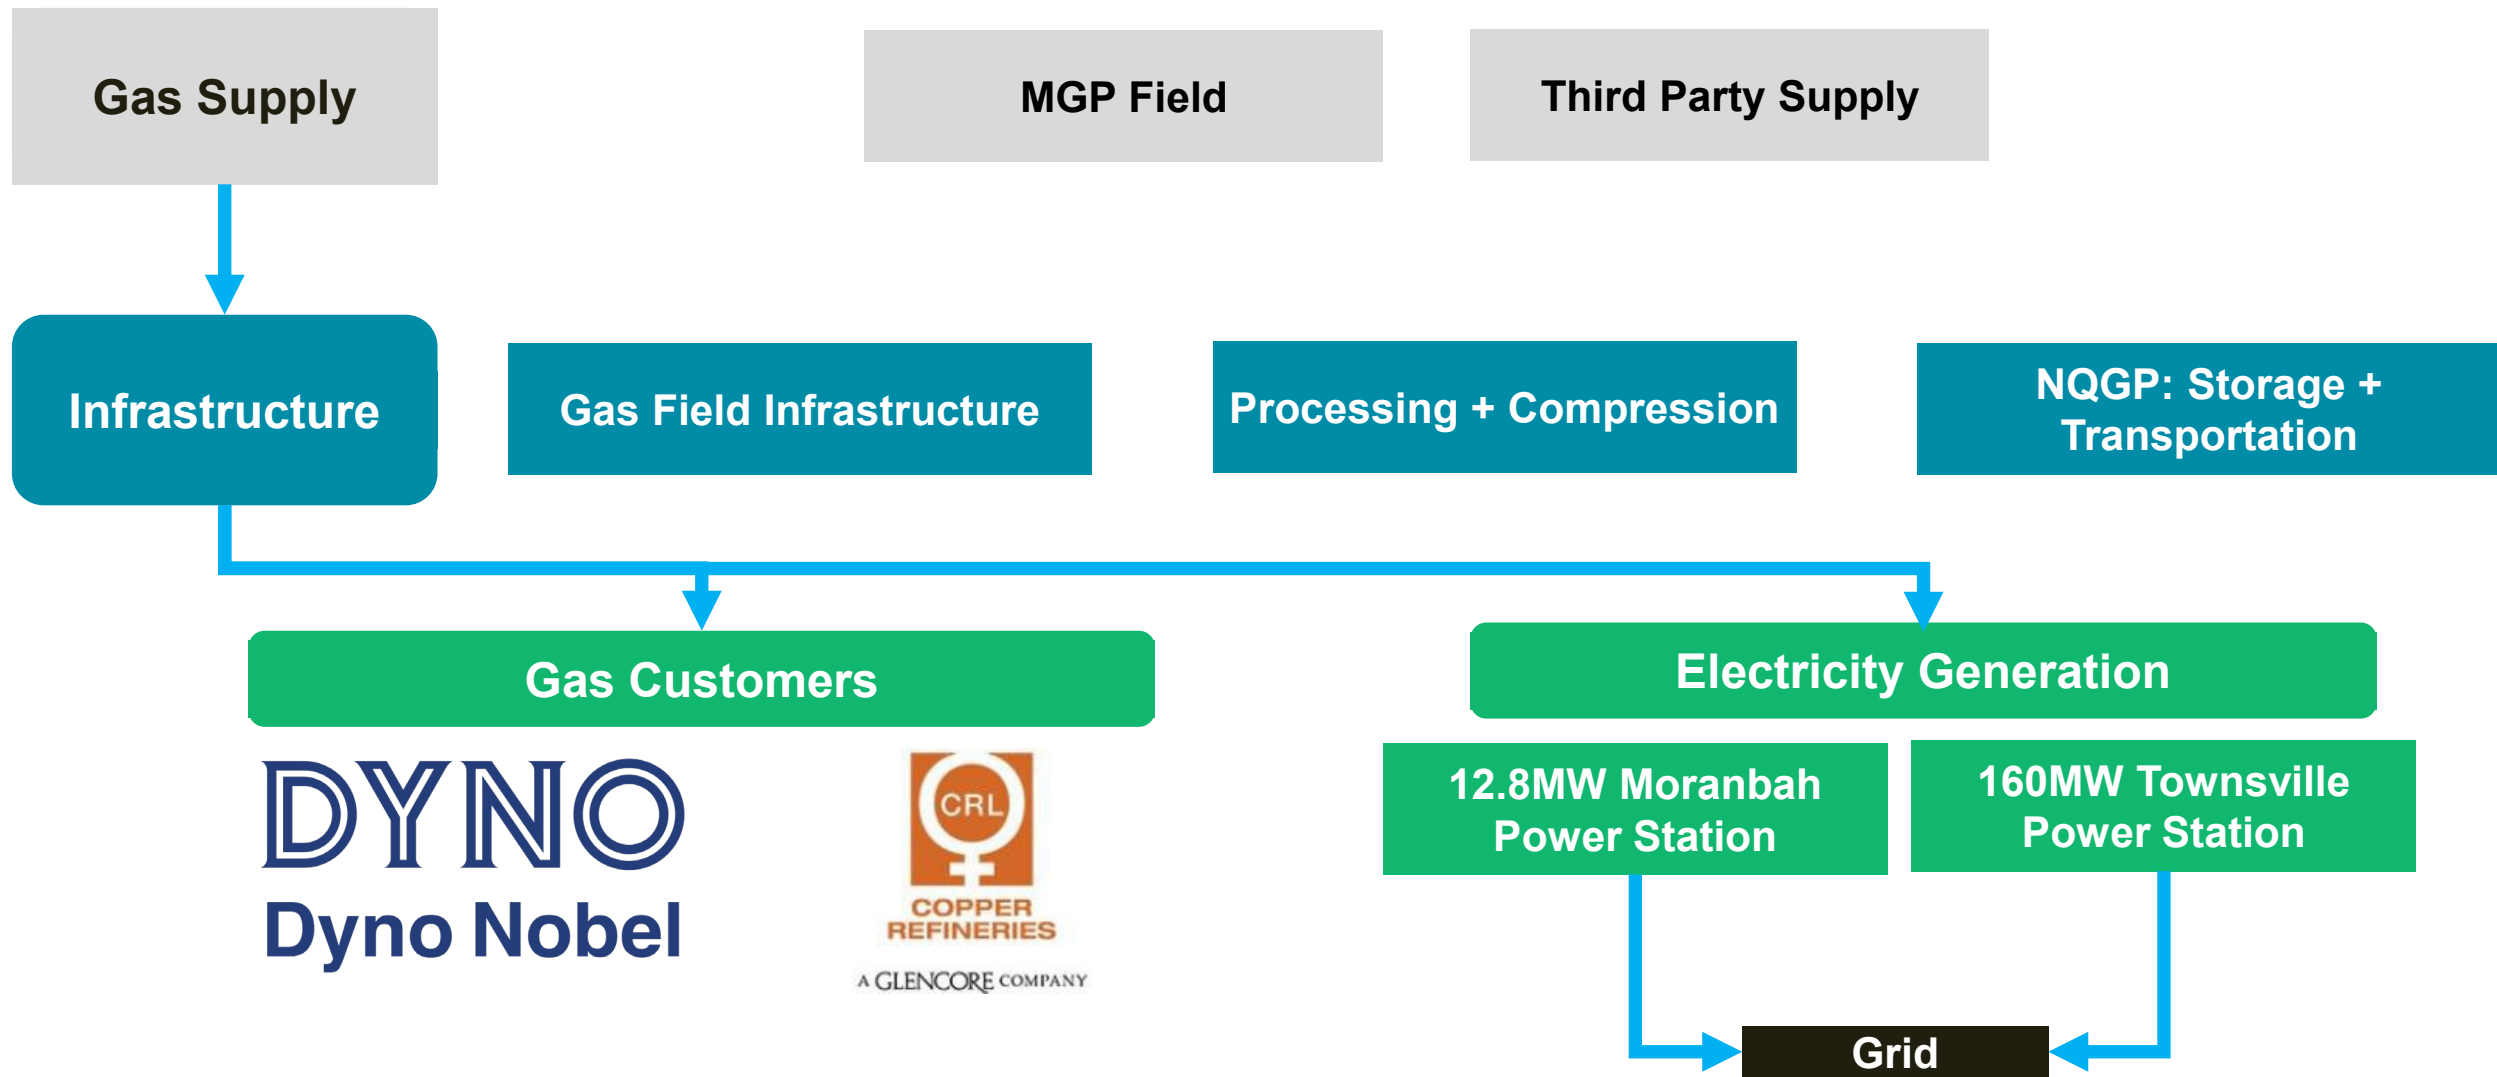 Gas Supply
MGP Field
Third Party Supply
Infrastructure
Gas Field Infrastructure
Processing + Compression
NQGP: Storage +
Transportation
Gas Customers
Electricity Generation
DYNO
Dyno Nobel
CRL
COPPER
REFINERIES
A GLENCORE COMPANY
12.8MW Moranbah
Power Station
160MW Townsville
Power Station
Grid